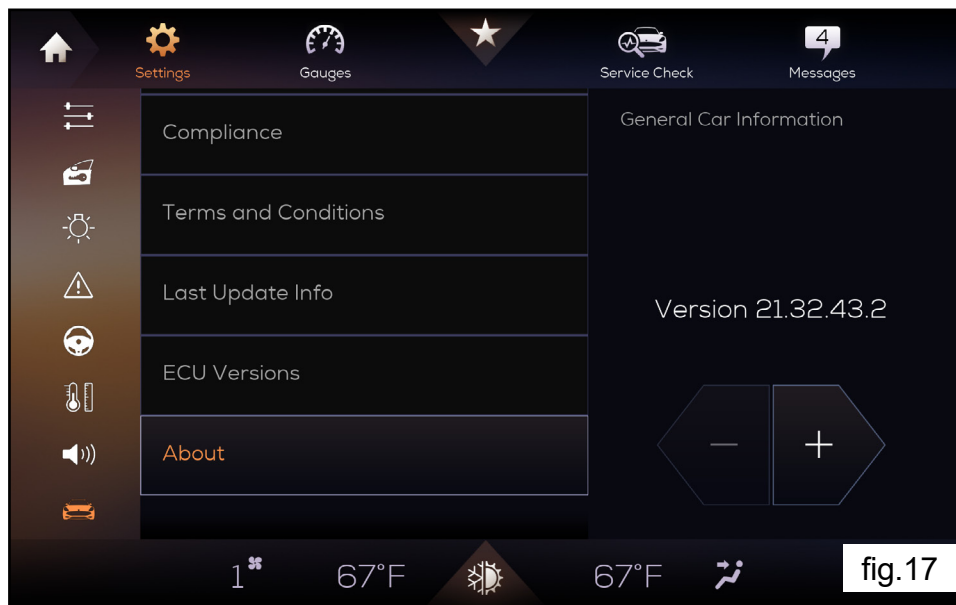 Settings
Gauges
Service Check
4
Messages
Compliance
Terms and Conditions
Last Update Info
ECU Versions
About
General Car Information
Version 21.32.43.2
− +
1 67°F 67°F
fig.17